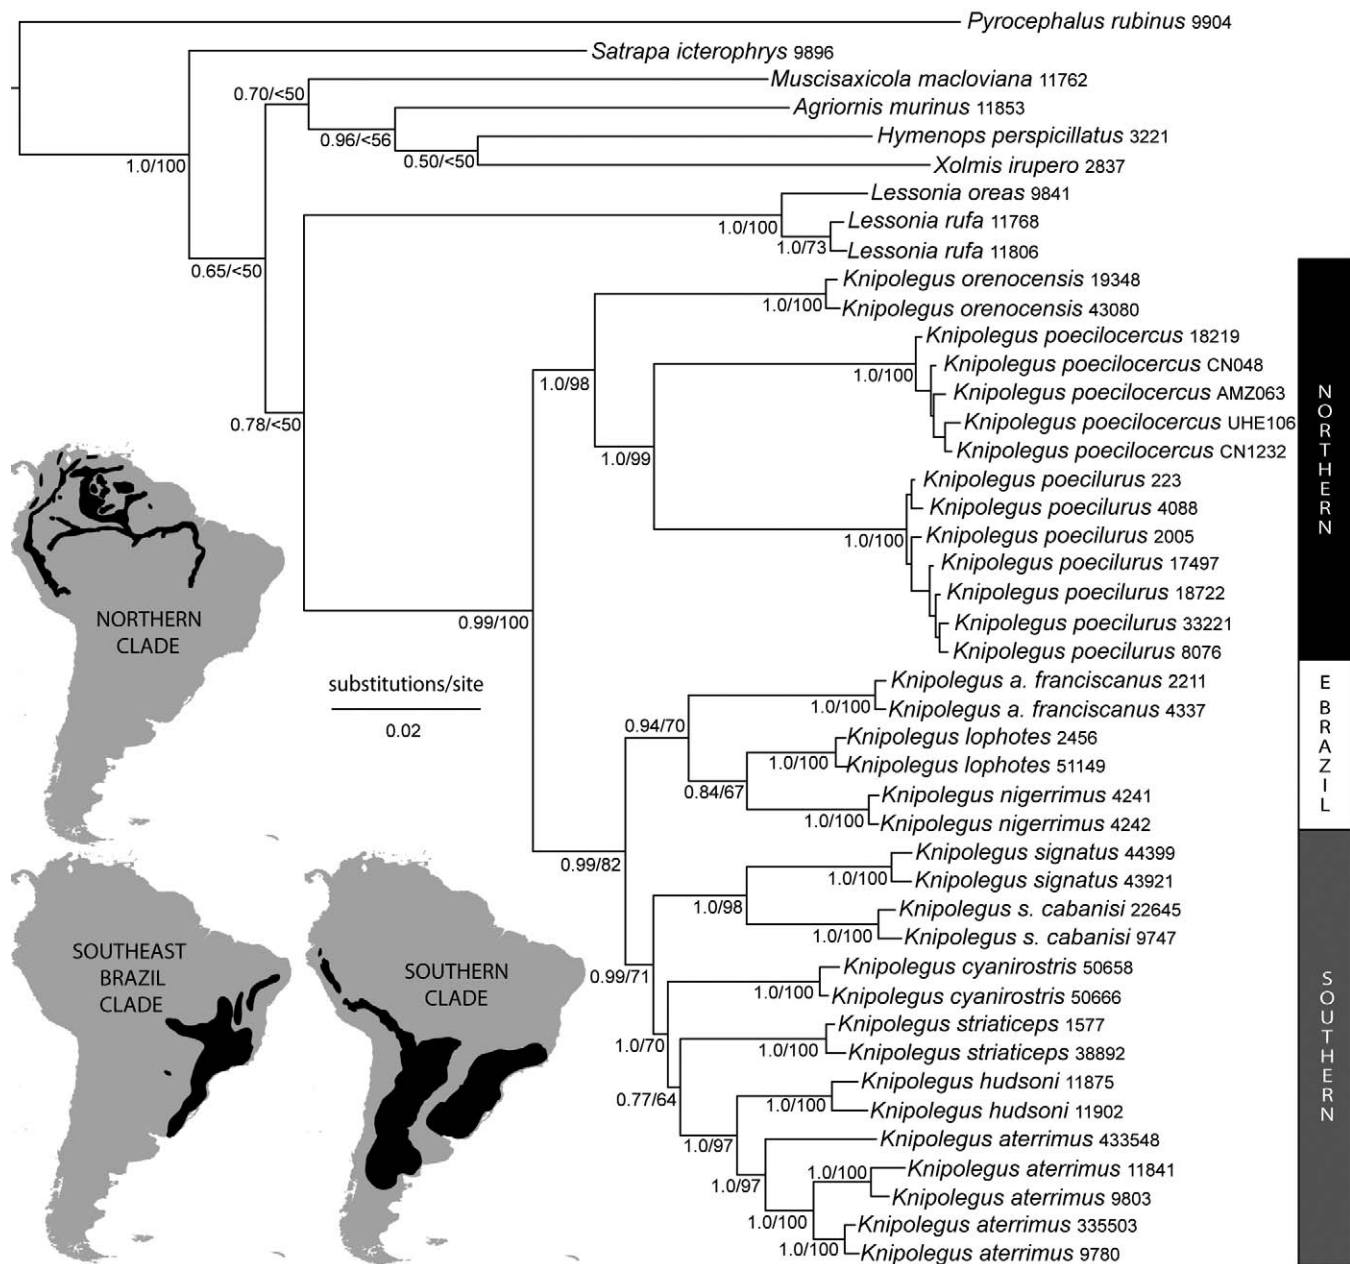 Pyrocephalus rubinus 9904
Satrapa icterophrys 9896
Muscisaxicola macloviana 11762
0.70/<50
Agriornis murinus 11853
0.96/<56
Hymenops perspicillatus 3221
0.50/<50
1.0/100
Xolmis irupero 2837
Lessonia oreas 9841
Lessonia rufa 11768
1.0/100
1.0/73
Lessonia rufa 11806
0.65/<50
Knipolegus orenocensis 19348
1.0/100
Knipolegus orenocensis 43080
Knipolegus poecilocercus 18219
Knipolegus poecilocercus CN048
1.0/100
1.0/98
Knipolegus poecilocercus AMZ063
Knipolegus poecilocercus UHE106
0.78/<50
Knipolegus poecilocercus CN1232
1.0/99
Knipolegus poecilurus 223
Knipolegus poecilurus 4088
Knipolegus poecilurus 2005
1.0/100
Knipolegus poecilurus 17497
Knipolegus poecilurus 18722
Knipolegus poecilurus 33221
0.99/100
Knipolegus poecilurus 8076
NORTHERN
NORTHERN
CLADE
substitutions/site
0.02
Knipolegus a. franciscanus 2211
1.0/100
Knipolegus a. franciscanus 4337
0.94/70
Knipolegus lophotes 2456
1.0/100
Knipolegus lophotes 51149
0.84/67
Knipolegus nigerrimus 4241
1.0/100
Knipolegus nigerrimus 4242
E BRAZIL
0.99/82
Knipolegus signatus 44399
1.0/100
Knipolegus signatus 43921
1.0/98
Knipolegus s. cabanisi 22645
1.0/100
Knipolegus s. cabanisi 9747
0.99/71
Knipolegus cyanirostris 50658
1.0/100
Knipolegus cyanirostris 50666
Knipolegus striaticeps 1577
1.0/70
1.0/100
Knipolegus striaticeps 38892
Knipolegus hudsoni 11875
0.77/64
1.0/100
Knipolegus hudsoni 11902
1.0/97
Knipolegus aterrimus 433548
1.0/97
1.0/100
Knipolegus aterrimus 11841
Knipolegus aterrimus 9803
1.0/100
Knipolegus aterrimus 335503
1.0/100
Knipolegus aterrimus 9780
SOUTHERN
SOUTHEAST
BRAZIL
CLADE
SOUTHERN
CLADE